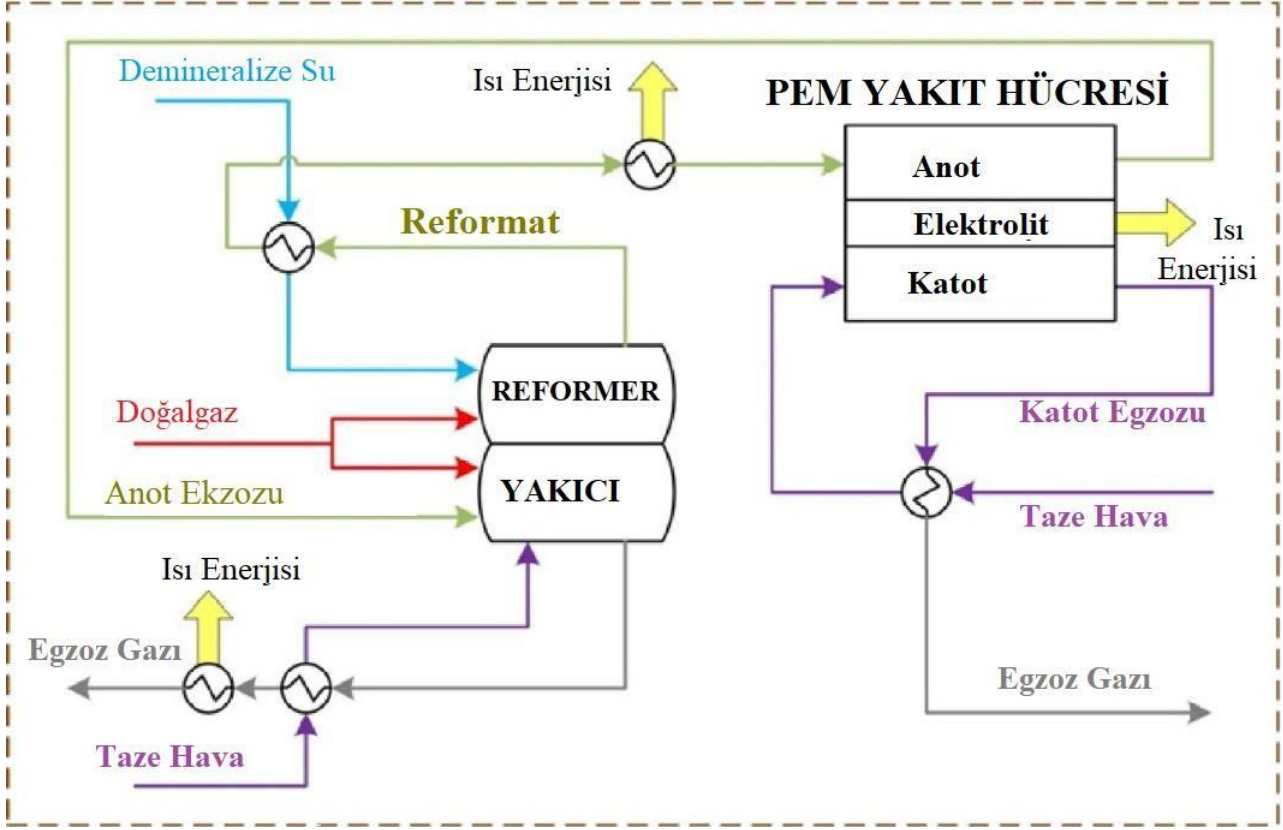 Demineralize Su
Isı Enerjisi
PEM YAKIT HÜCRESİ
Anot
Elektrolit
Katot
Isı
Enerjisi
Reformat
REFORMER
Doğalgaz
YAKICI
Anot Ekzozu
Katot Egzozu
Taze Hava
Isı Enerjisi
Egzoz Gazı
Egzoz Gazı
Taze Hava